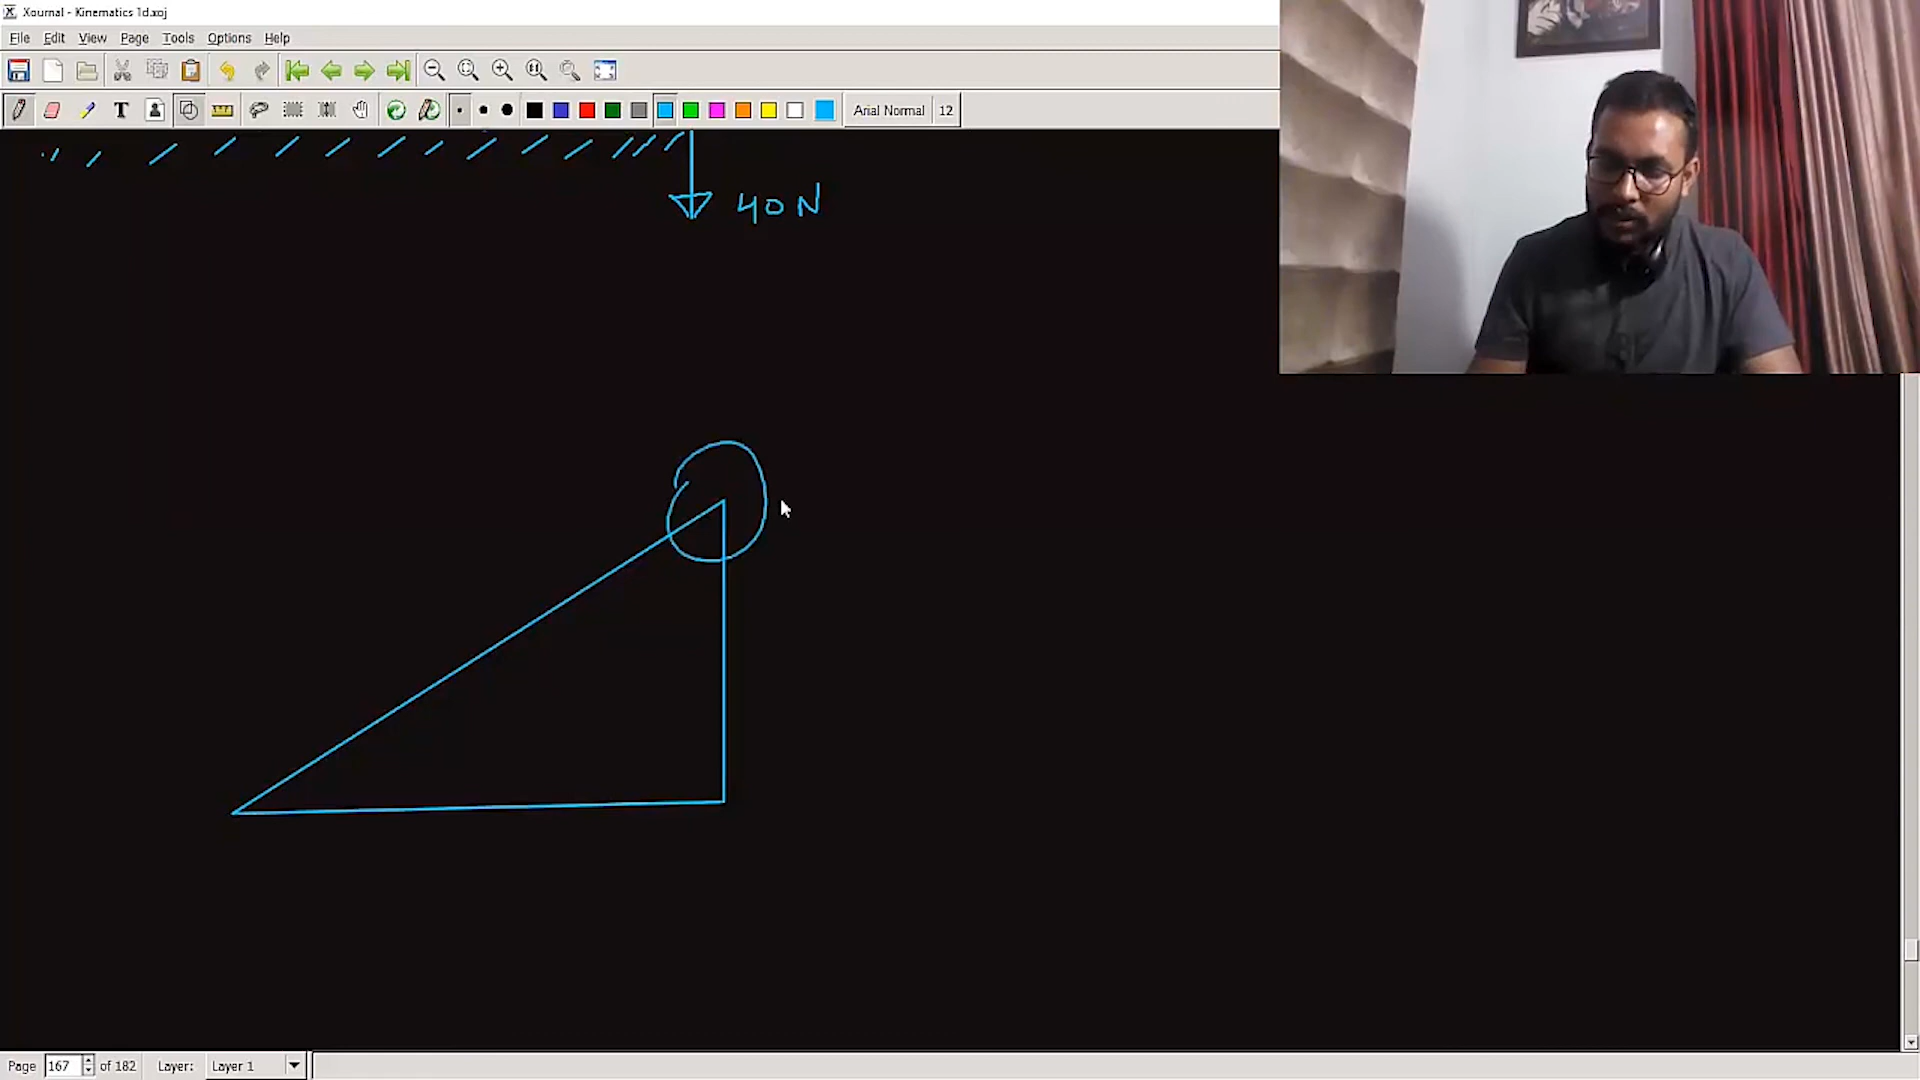 Xournal - Kinematics 1d.xoj
File Edit View Page Tools Options Help
T Arial Normal 12
40 N
Page 167 of 182 Layer: Layer 1